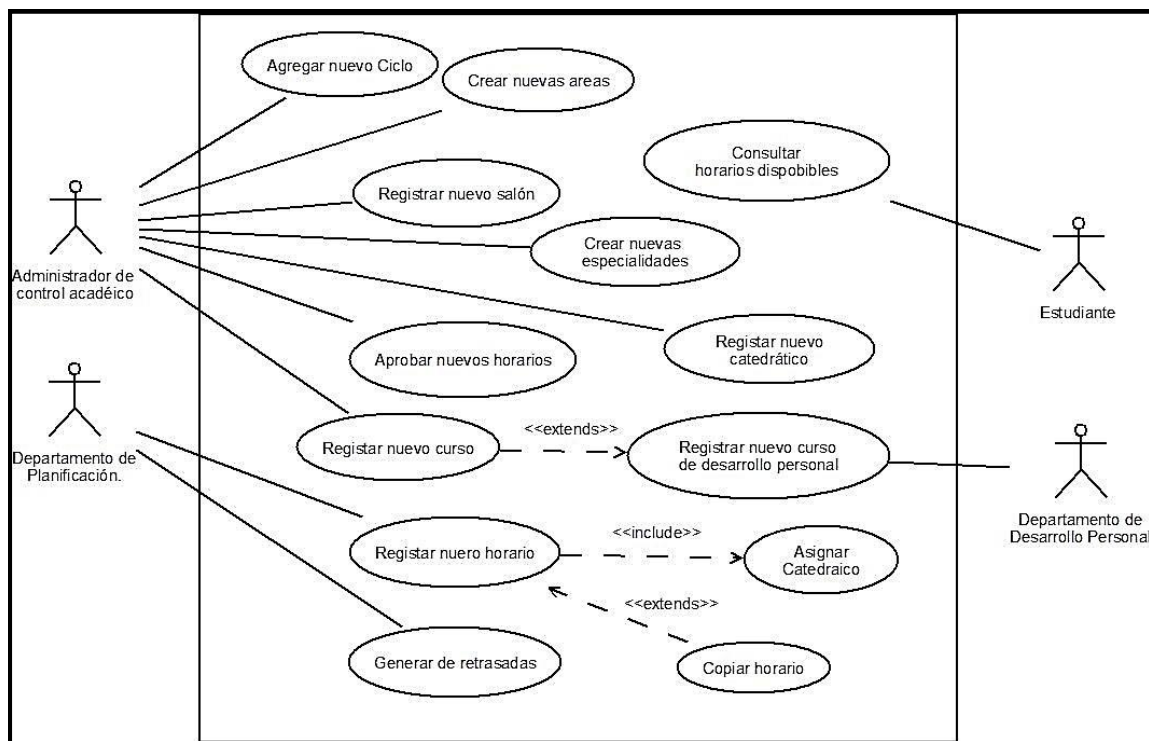 Agregar nuevo Ciclo
Crear nuevas areas
Consultar
horarios dispobibles
Registrar nuevo salón
Crear nuevas
especialidades
Administrador de
control acadéico
Estudiante
Registar nuevo
catedrático
Aprobar nuevos horarios
<<extends>>
Registar nuevo curso
Registrar nuevo curso
de desarrollo personal
Departamento de
Planificación.
Departamento de
Desarrollo Personal
<<include>>
Registar nuero horario
Asignar
Catedraico
<<extends>>
Generar de retrasadas
Copiar horario